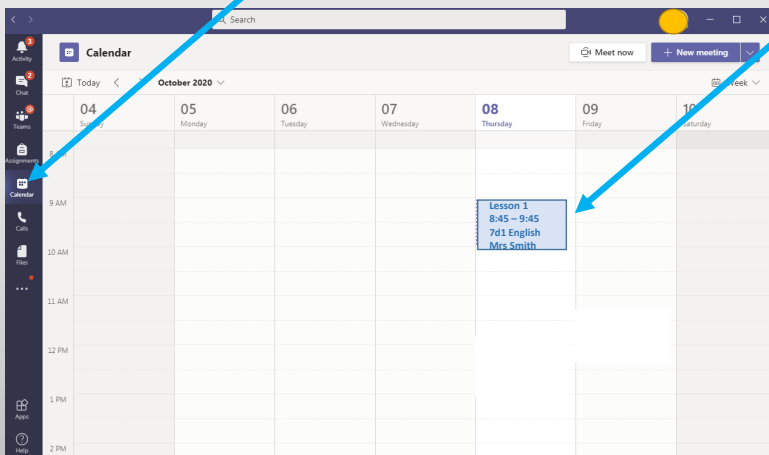 Search
3
Activity
Calendar
Meet now
+ New meeting
2
Chat
Today
October 2020
Week
Teams
04
05
06
07
08
09
10
Sunday
Monday
Tuesday
Wednesday
Thursday
Friday
Saturday
Assignments
8 AM
Calendar
9 AM
Lesson 1
8:45 – 9:45
7d1 English
Mrs Smith
Calls
10 AM
Files
...
11 AM
12 PM
1 PM
Apps
2 PM
Help